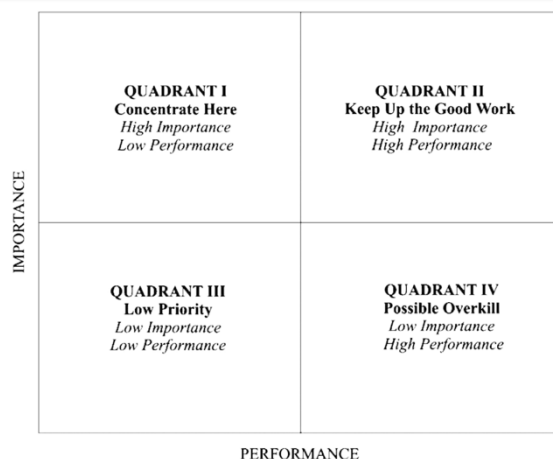 QUADRANT I
Concentrate Here
High Importance
Low Performance
QUADRANT II
Keep Up the Good Work
High Importance
High Performance
IMPORTANCE
QUADRANT III
Low Priority
Low Importance
Low Performance
QUADRANT IV
Possible Overkill
Low Importance
High Performance
PERFORMANCE